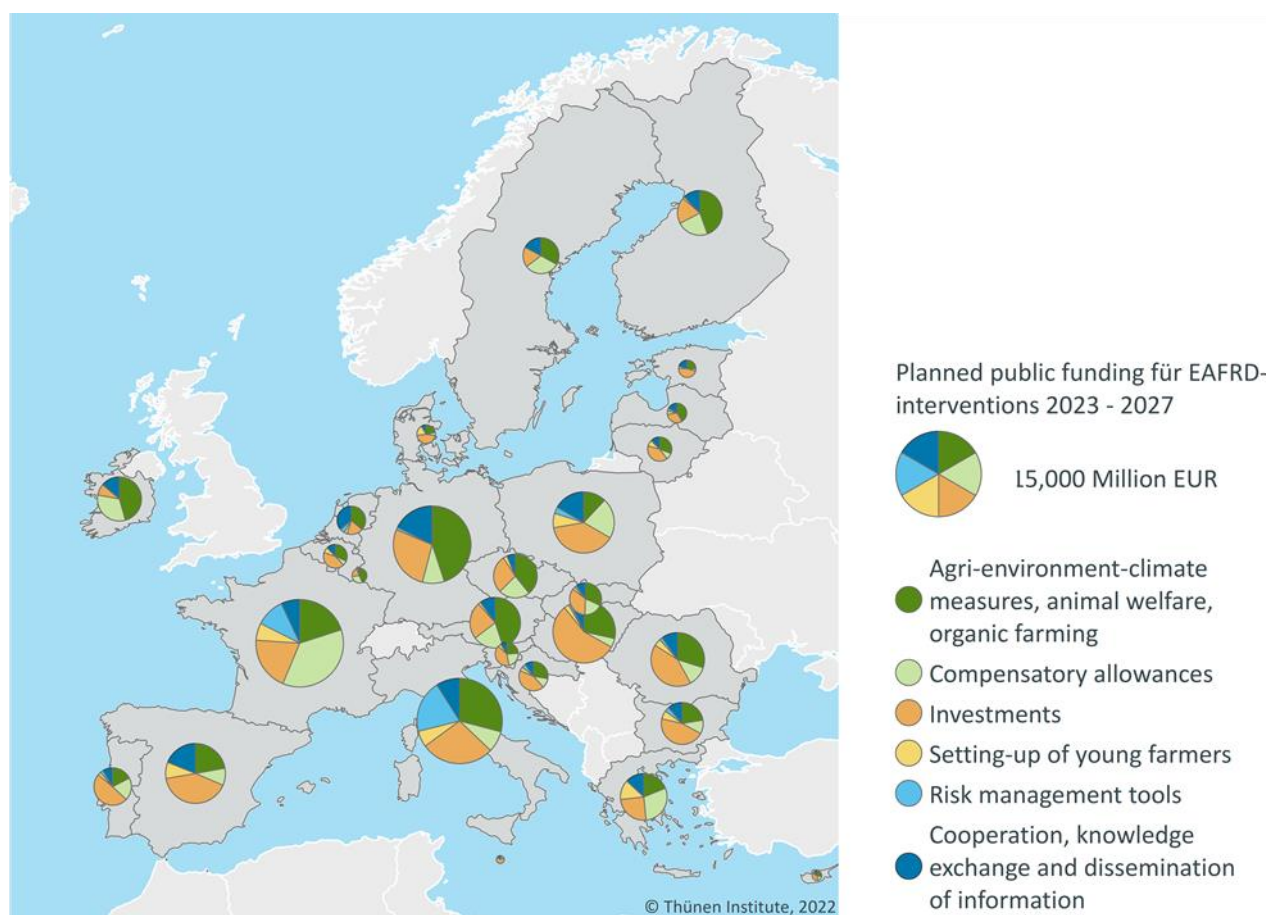 Planned public funding für EAFRD-
interventions 2023 - 2027
15,000 Million EUR
Agri-environment-climate
measures, animal welfare,
organic farming
Compensatory allowances
Investments
Setting-up of young farmers
Risk management tools
Cooperation, knowledge
exchange and dissemination
of information
© Thünen Institute, 2022